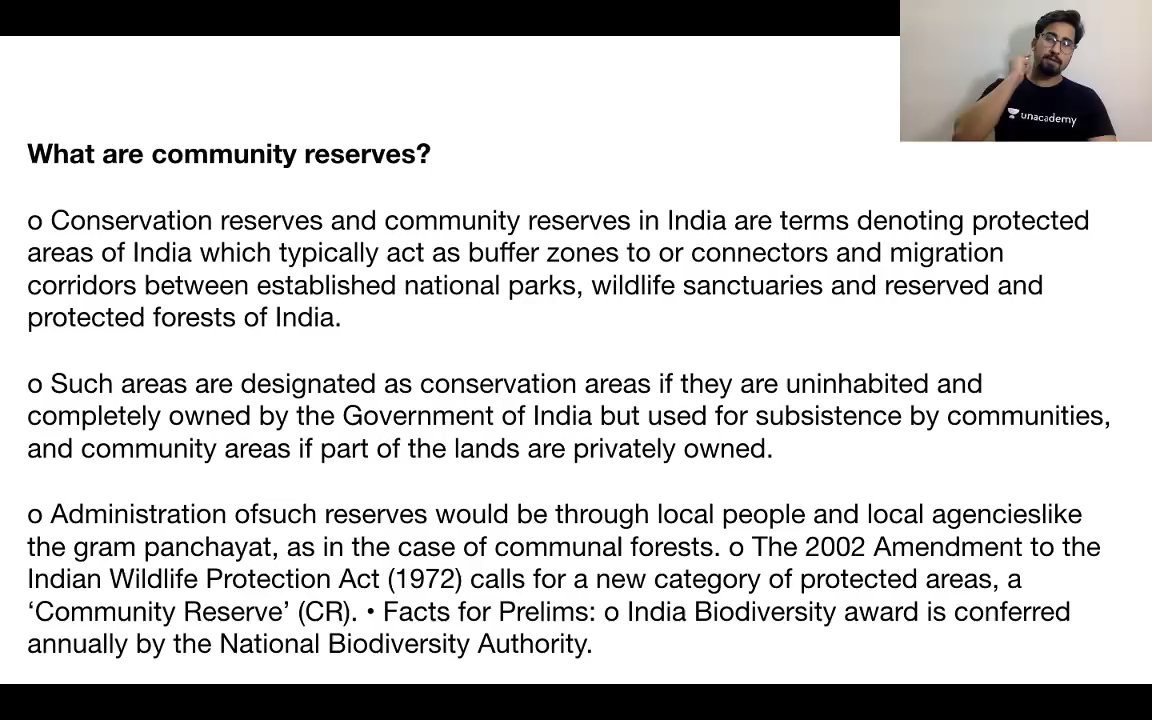 unacademy
What are community reserves?
o Conservation reserves and community reserves in India are terms denoting protected
areas of India which typically act as buffer zones to or connectors and migration
corridors between established national parks, wildlife sanctuaries and reserved and
protected forests of India.
o Such areas are designated as conservation areas if they are uninhabited and
completely owned by the Government of India but used for subsistence by communities,
and community areas if part of the lands are privately owned.
o Administration ofsuch reserves would be through local people and local agencieslike
the gram panchayat, as in the case of communal forests. o The 2002 Amendment to the
Indian Wildlife Protection Act (1972) calls for a new category of protected areas, a
‘Community Reserve’ (CR). • Facts for Prelims: o India Biodiversity award is conferred
annually by the National Biodiversity Authority.